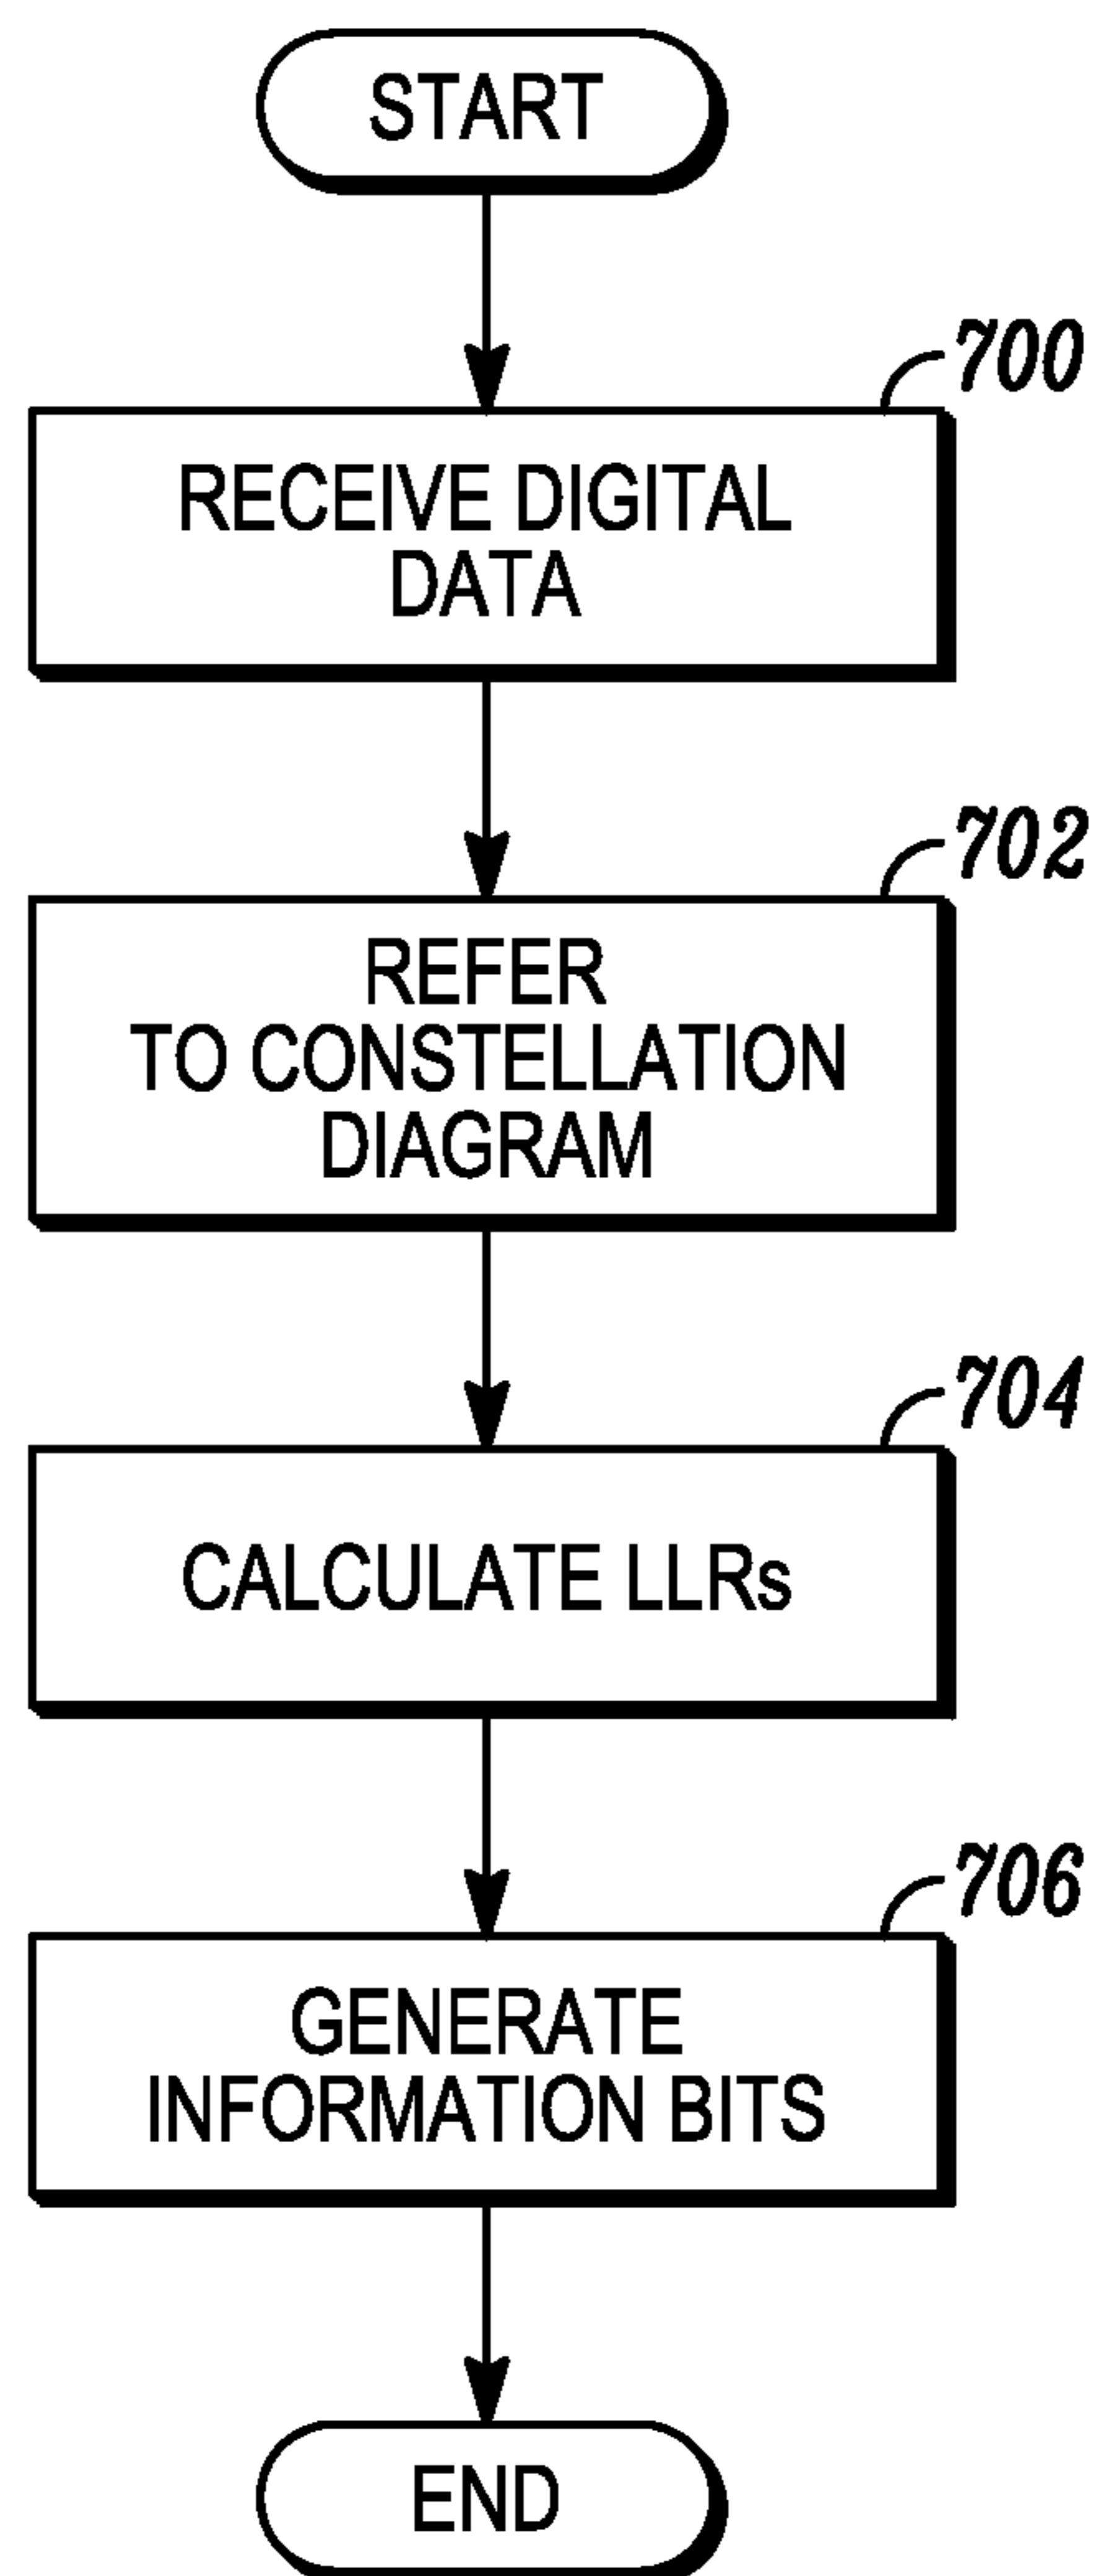 START
700
RECEIVE DIGITAL
DATA
702
REFER
TO CONSTELLATION
DIAGRAM
704
CALCULATE LLRs
706
GENERATE
INFORMATION BITS
END